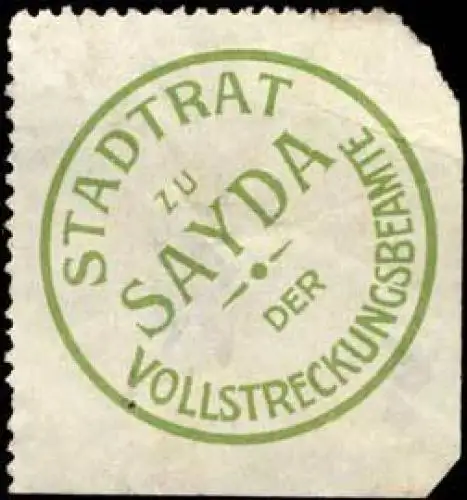 STADTRAT
ZU
SAYDA
DER
VOLLSTRECKUNGSBEAMTE